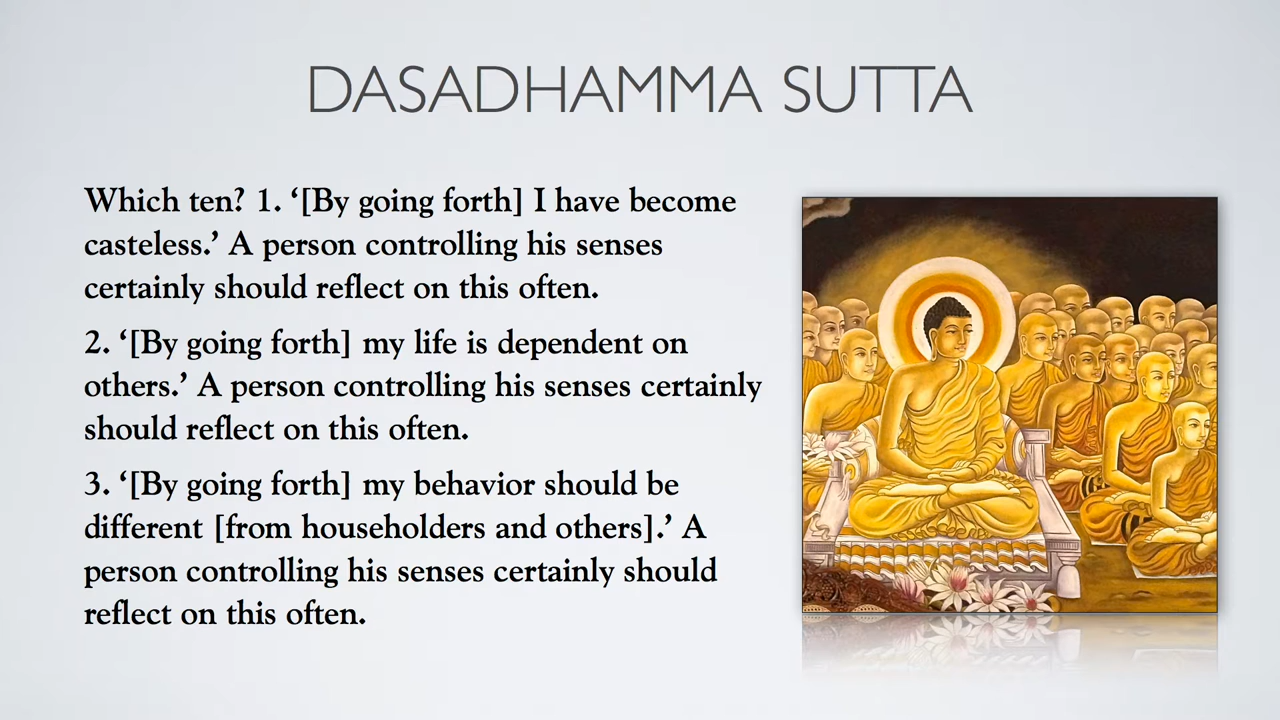 DASADHAMMA SUTTA
Which ten? 1. ‘[By going forth] I have become
casteless.’ A person controlling his senses
certainly should reflect on this often.
2. ‘[By going forth] my life is dependent on
others.’ A person controlling his senses certainly
should reflect on this often.
3. ‘[By going forth] my behavior should be
different [from householders and others].’ A
person controlling his senses certainly should
reflect on this often.